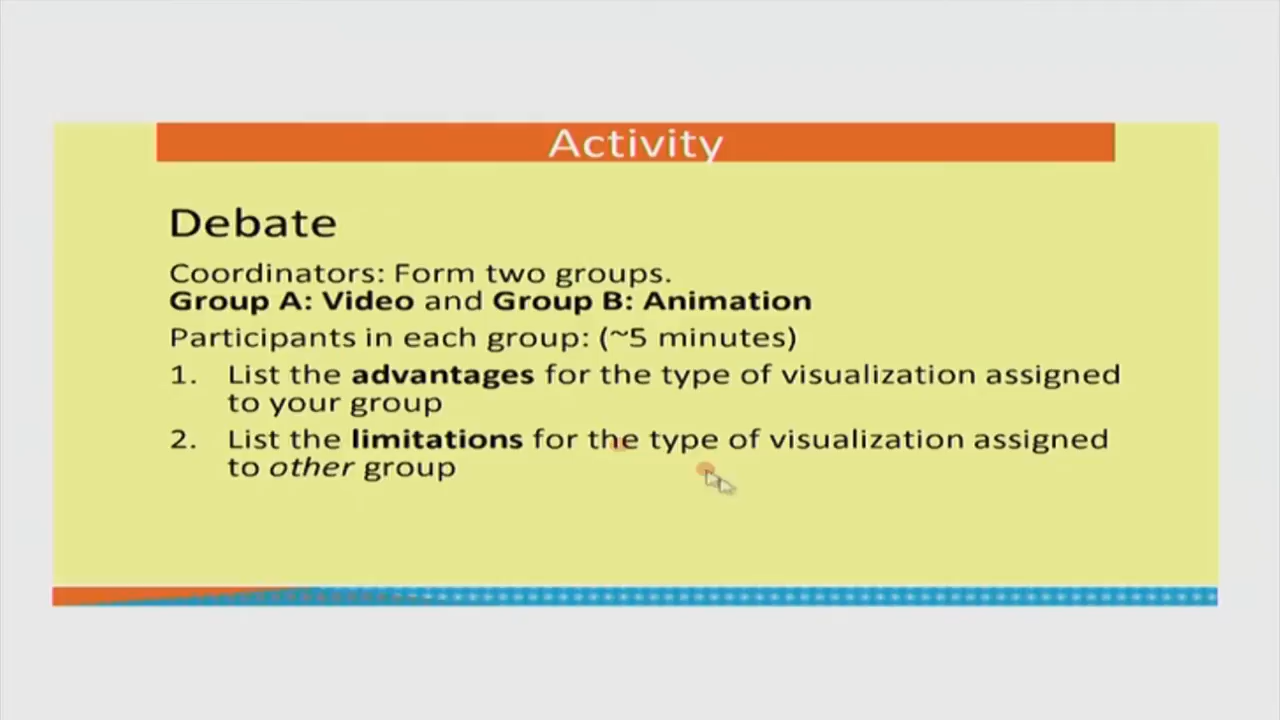 Activity
Debate
Coordinators: Form two groups.
Group A: Video and Group B: Animation
Participants in each group: (~5 minutes)
1. List the advantages for the type of visualization assigned
to your group
2. List the limitations for the type of visualization assigned
to other group